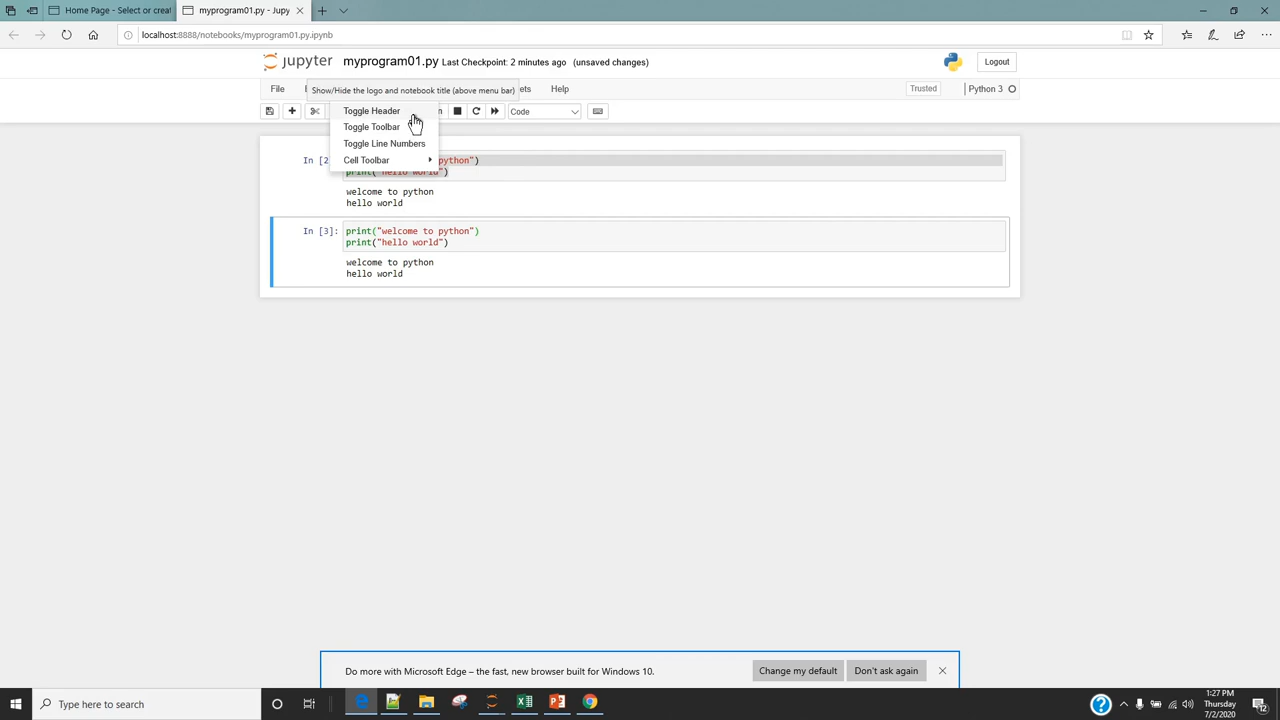 Home Page - Select or creat
myprogram01.py - Jupy
localhost:8888/notebooks/myprogram01.py.ipynb
jupyter myprogram01.py Last Checkpoint: 2 minutes ago (unsaved changes)
Logout
File
Help
Trusted
Python 3
Show/Hide the logo and notebook title (above menu bar)
Toggle Header
Toggle Toolbar
Toggle Line Numbers
Cell Toolbar
Code
In [2
python")
print("hello world")
welcome to python
hello world
In [3]:
print("welcome to python")
print("hello world")
welcome to python
hello world
Do more with Microsoft Edge – the fast, new browser built for Windows 10.
Change my default
Don't ask again
Type here to search
1:27 PM
Thursday
7/2/2020